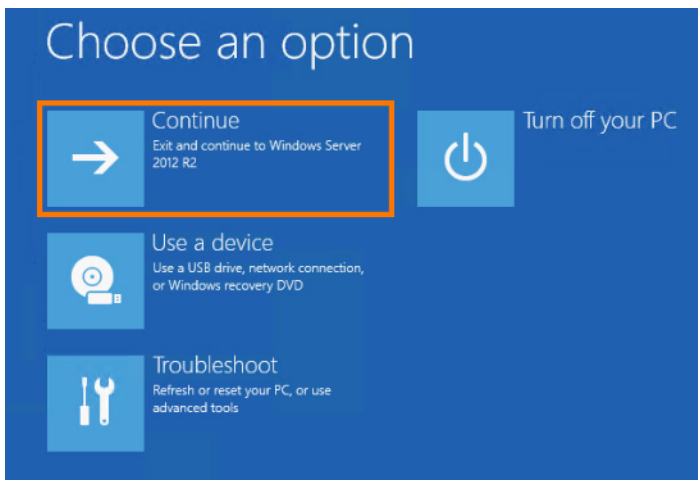 Choose an option
Continue
Exit and continue to Windows Server
2012 R2
Turn off your PC
Use a device
Use a USB drive, network connection,
or Windows recovery DVD
Troubleshoot
Refresh or reset your PC, or use
advanced tools